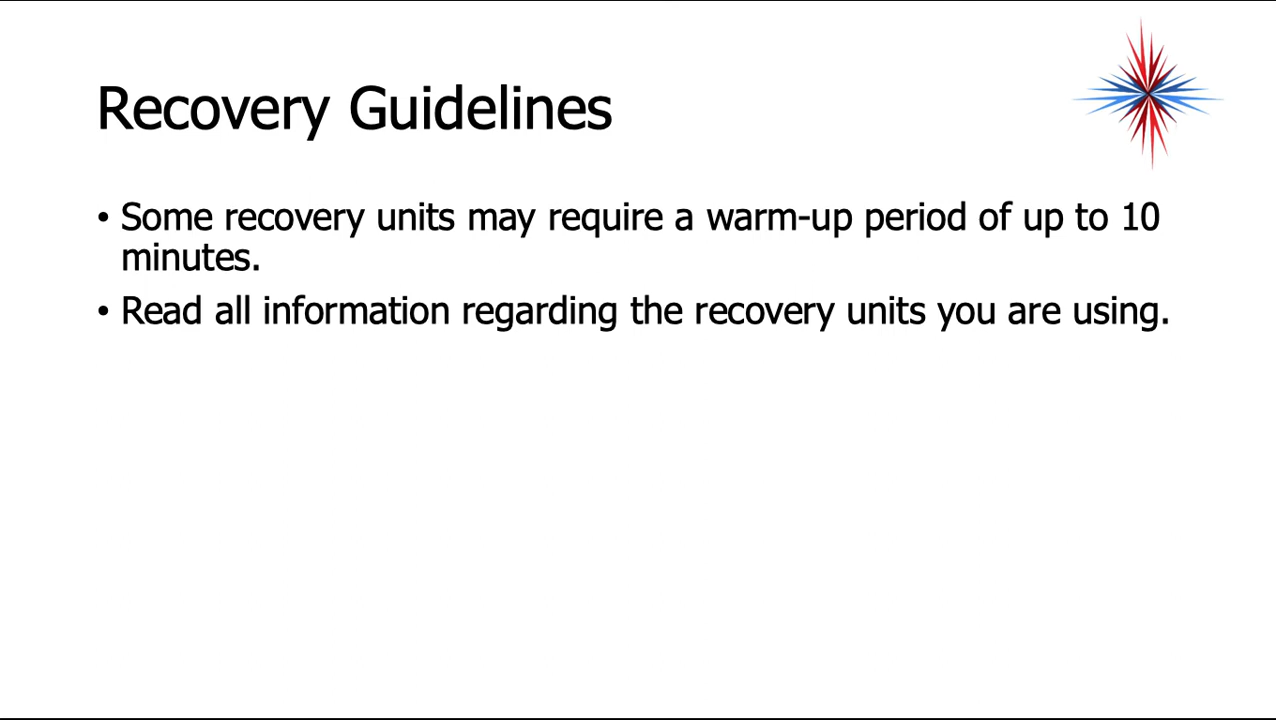 Recovery Guidelines
• Some recovery units may require a warm-up period of up to 10
minutes.
• Read all information regarding the recovery units you are using.